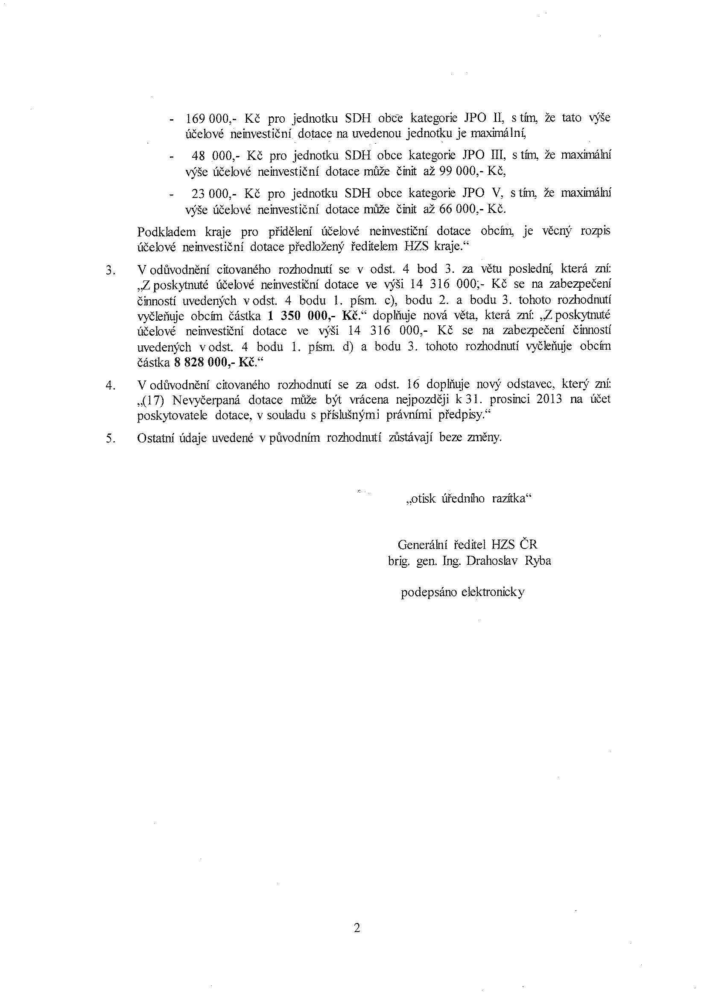 - 169 000,- Kč pro jednotku SDH obce kategorie JPO II, s tím, že tato výše
účelové neinvestiční dotace na uvedenou jednotku je maximální,
- 48 000,- Kč pro jednotku SDH obce kategorie JPO III, s tím, že maximální
výše účelové neinvestiční dotace může činit až 99 000,- Kč,
- 23 000,- Kč pro jednotku SDH obce kategorie JPO V, s tím, že maximální
výše účelové neinvestiční dotace může činit až 66 000,- Kč.
Podkladem kraje pro přidělení účelové neinvestiční dotace obcím, je věcný rozpis
účelové neinvestiční dotace předložený ředitelem HZS kraje.“
3. V odůvodnění citovaného rozhodnutí se v odst. 4 bod 3. za větu poslední, která zní:
„Z poskytnuté účelové neinvestiční dotace ve výši 14 316 000,- Kč se na zabezpečení
činností uvedených v odst. 4 bodu 1. písm. c), bodu 2. a bodu 3. tohoto rozhodnutí
vyčleňuje obcím částka 1 350 000,- Kč.“ doplňuje nová věta, která zní: „Z poskytnuté
účelové neinvestiční dotace ve výši 14 316 000,- Kč se na zabezpečení činností
uvedených v odst. 4 bodu 1. písm. d) a bodu 3. tohoto rozhodnutí vyčleňuje obcím
částka 8 828 000,- Kč.“
4. V odůvodnění citovaného rozhodnutí se za odst. 16 doplňuje nový odstavec, který zní:
„(17) Nevyčerpaná dotace může být vrácena nejpozději k 31. prosinci 2013 na účet
poskytovatele dotace, v souladu s příslušnými právními předpisy.“
5. Ostatní údaje uvedené v původním rozhodnutí zůstávají beze změny.
„otisk úředního razítka“
Generální ředitel HZS ČR
brig. gen. Ing. Drahoslav Ryba
podepsáno elektronicky
2